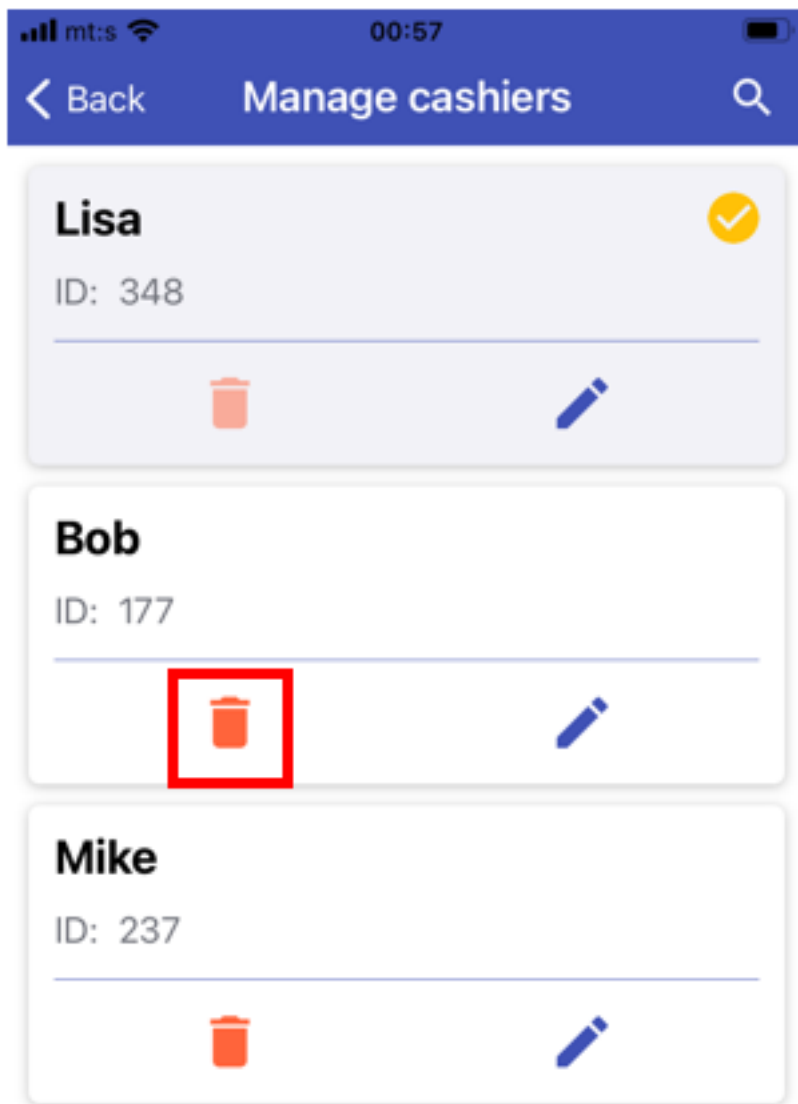 mt:s 00:57
Back Manage cashiers
Lisa
ID: 348
Bob
ID: 177
Mike
ID: 237